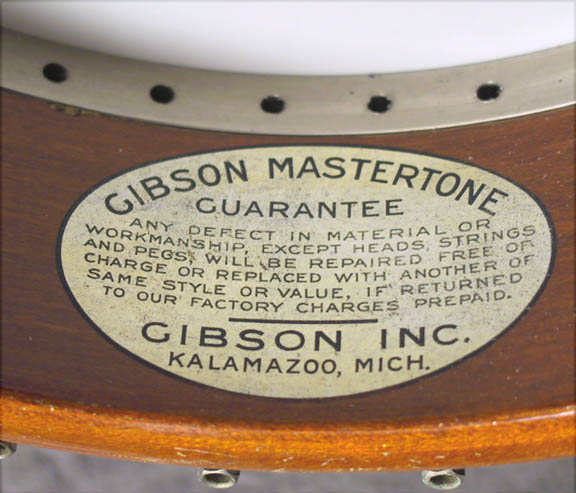 GIBSON MASTERTONE
GUARANTEE
ANY DEFECT IN MATERIAL OR
WORKMANSHIP, EXCEPT HEADS, STRINGS
AND PEGS, WILL BE REPAIRED FREE OF
CHARGE OR REPLACED WITH ANOTHER OF
SAME STYLE OR VALUE, IF RETURNED
TO OUR FACTORY CHARGES PREPAID.
GIBSON INC.
KALAMAZOO, MICH.